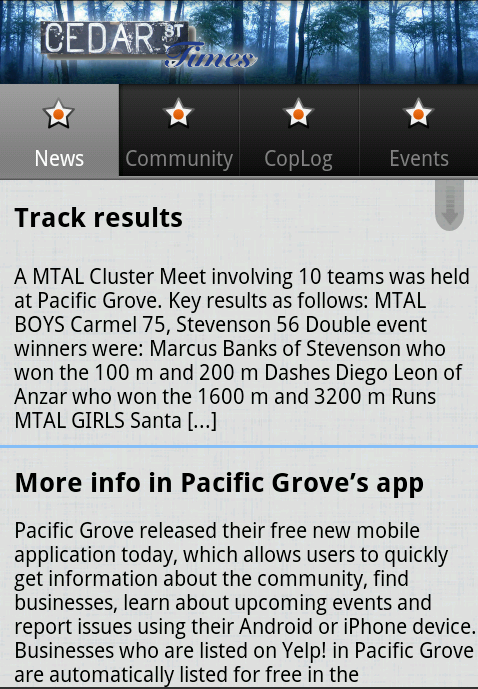 CEDAR ST
Times
News
Community
CopLog
Events
Track results
A MTAL Cluster Meet involving 10 teams was held
at Pacific Grove. Key results as follows: MTAL
BOYS Carmel 75, Stevenson 56 Double event
winners were: Marcus Banks of Stevenson who
won the 100 m and 200 m Dashes Diego Leon of
Anzar who won the 1600 m and 3200 m Runs
MTAL GIRLS Santa [...]
More info in Pacific Grove’s app
Pacific Grove released their free new mobile
application today, which allows users to quickly
get information about the community, find
businesses, learn about upcoming events and
report issues using their Android or iPhone device.
Businesses who are listed on Yelp! in Pacific Grove
are automatically listed for free in the